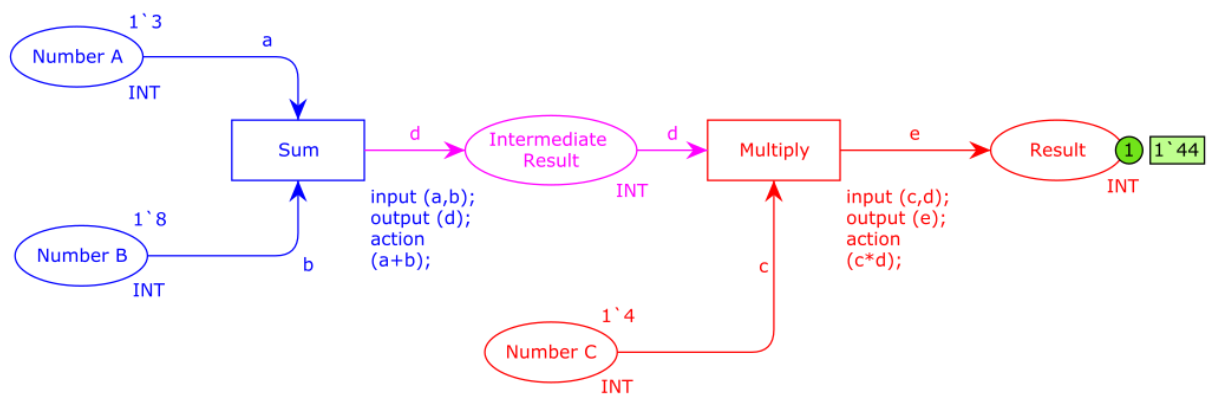 1`3
Number A
INT
a
Sum
input (a,b);
output (d);
action
(a+b);
1`8
Number B
INT
b
d
Intermediate
Result
INT
d
Multiply
input (c,d);
output (e);
action
(c*d);
1`4
Number C
INT
c
e
Result
1
1`44
INT